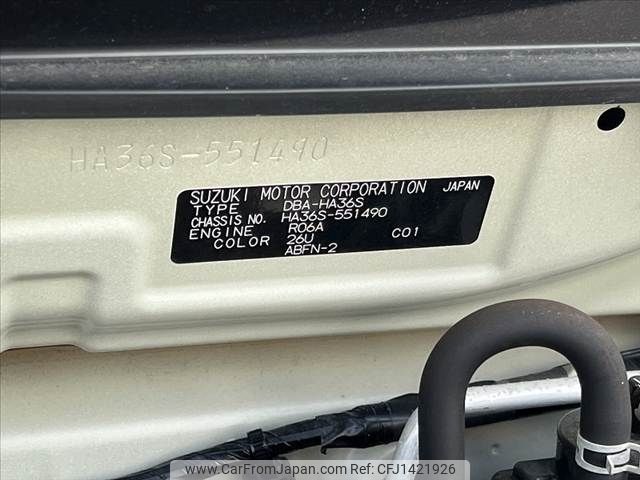 HA36S-551490
SUZUKI MOTOR CORPORATION JAPAN
TYPE DBA-HA36S
CHASSIS NO. HA36S-551490
ENGINE R06A C01
COLOR 26U
ABFN-2
www.CarFromJapan.com CFJ1421926